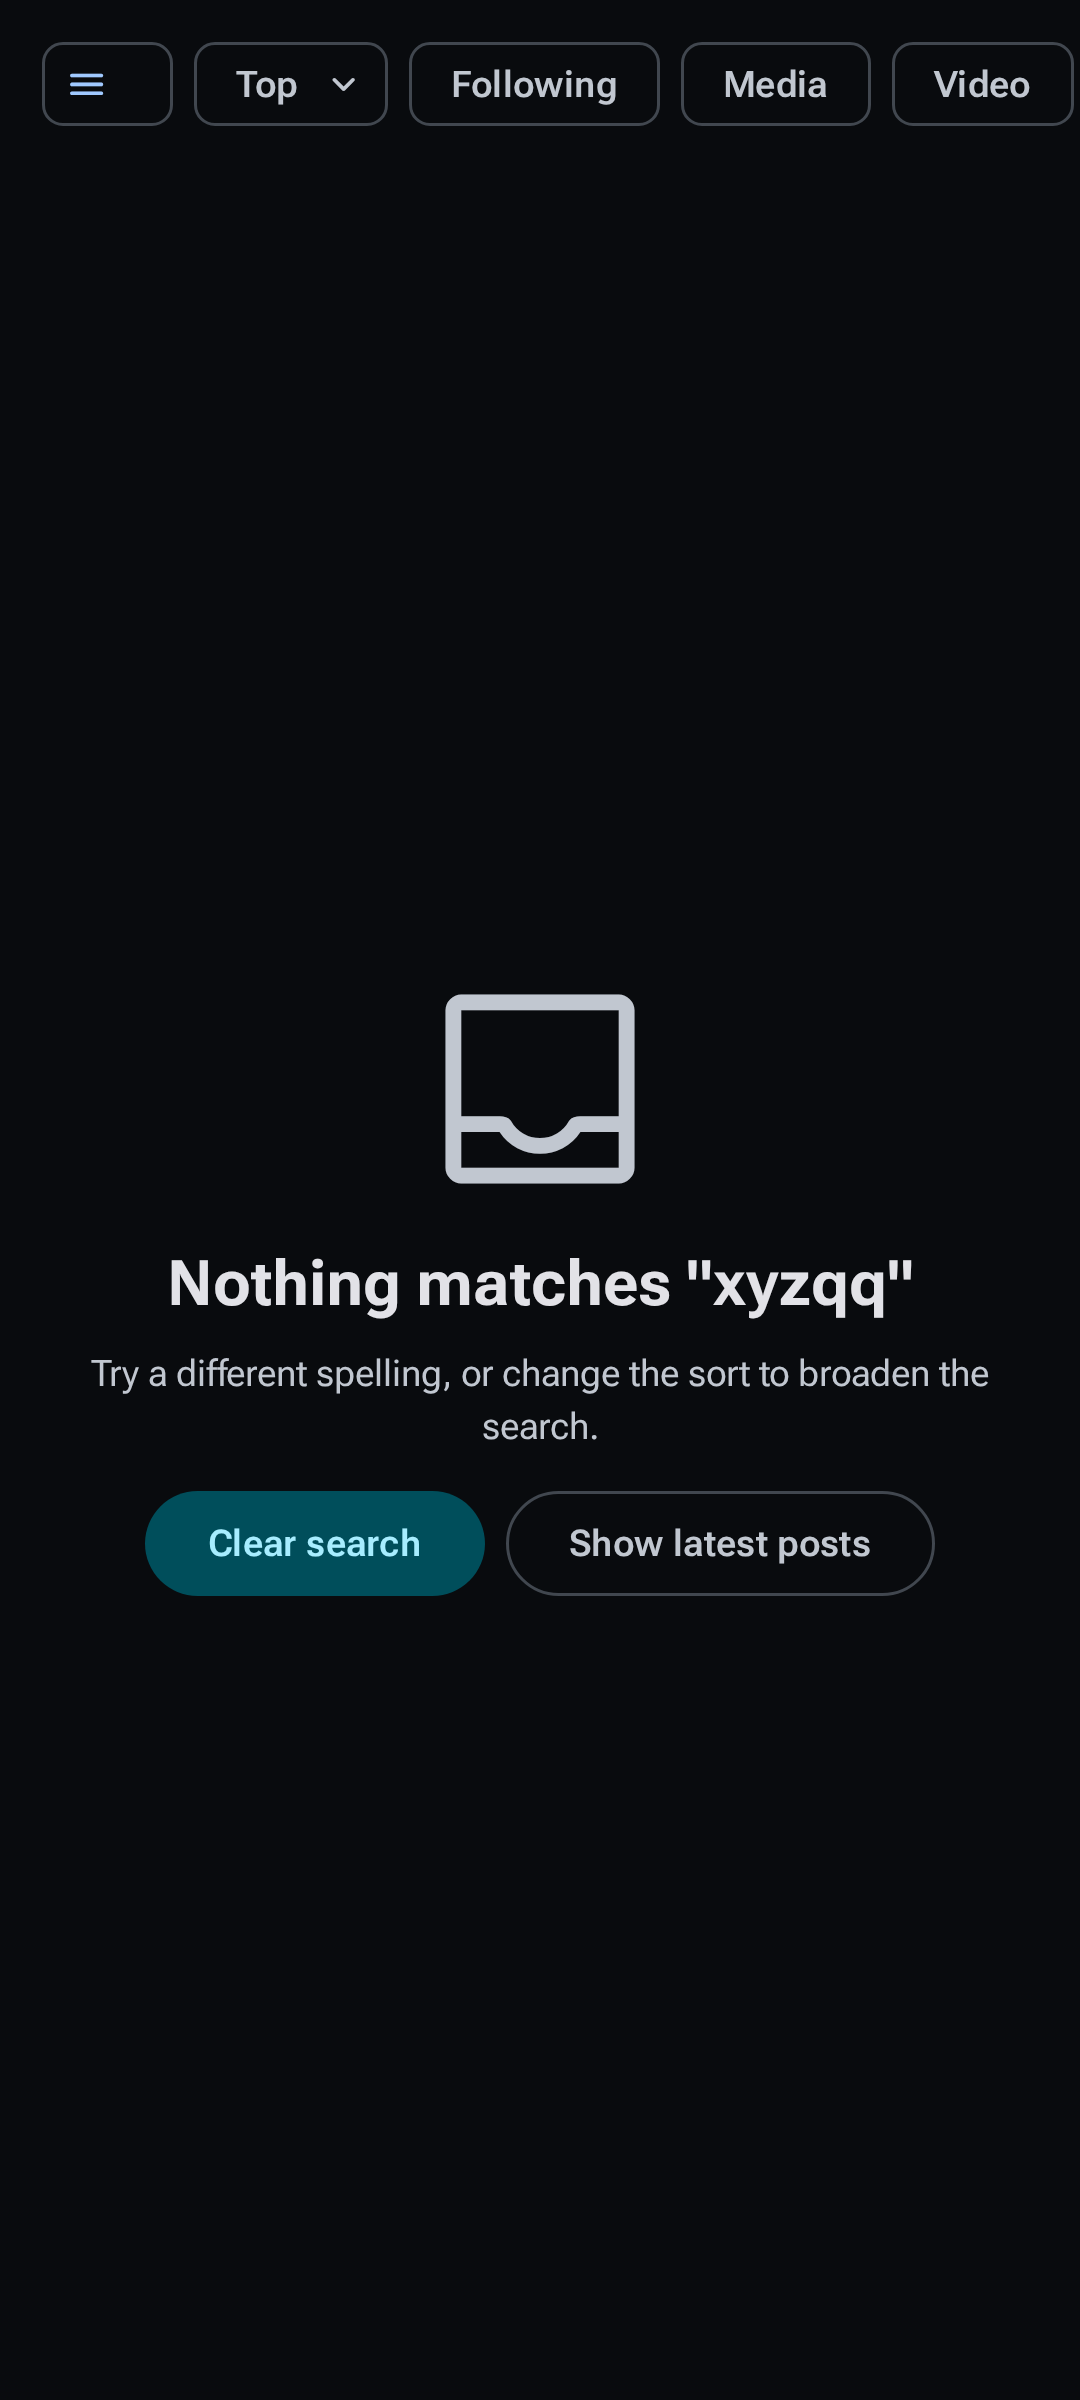 Top
Following
Media
Video
Nothing matches "xyzqq"
Try a different spelling, or change the sort to broaden the
search.
Clear search
Show latest posts